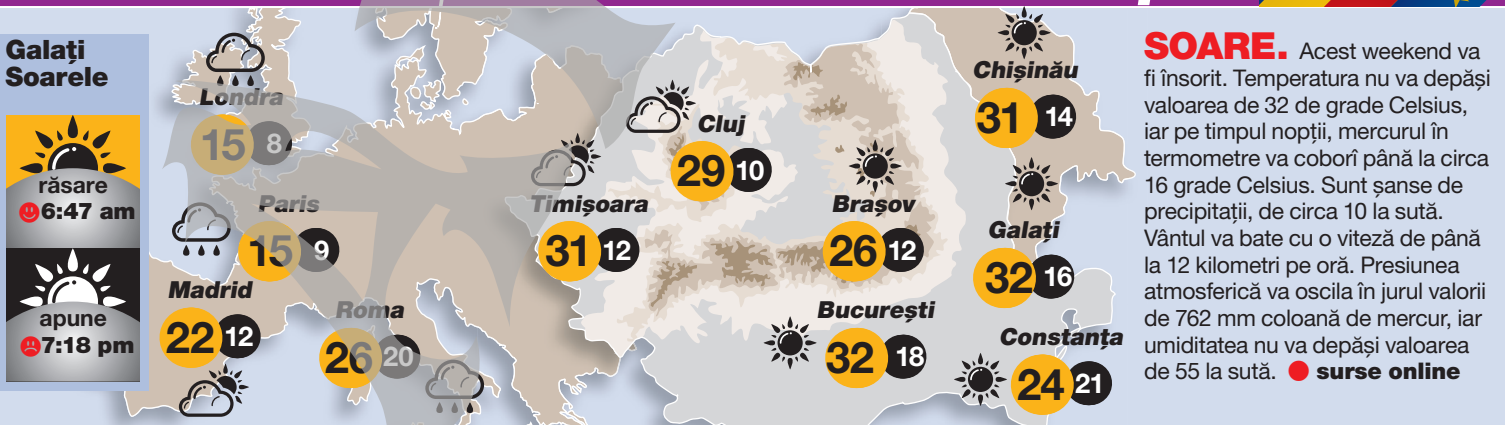 Galați
Soarele
răsare
6:47 am
apune
7:18 pm
Londra
15 8
Paris
15 9
Madrid
22 12
Roma
26 20
Timișoara
31 12
Cluj
29 10
Brașov
26 12
București
32 18
Chișinău
31 14
Galați
32 16
Constanța
24 21
SOARE. Acest weekend va
fi însorit. Temperatura nu va depăși
valoarea de 32 de grade Celsius,
iar pe timpul nopții, mercurul în
termometre va coborî până la circa
16 grade Celsius. Sunt șanse de
precipitații, de circa 10 la sută.
Vântul va bate cu o viteză de până
la 12 kilometri pe oră. Presiunea
atmosferică va oscila în jurul valorii
de 762 mm coloană de mercur, iar
umiditatea nu va depăși valoarea
de 55 la sută. surse online